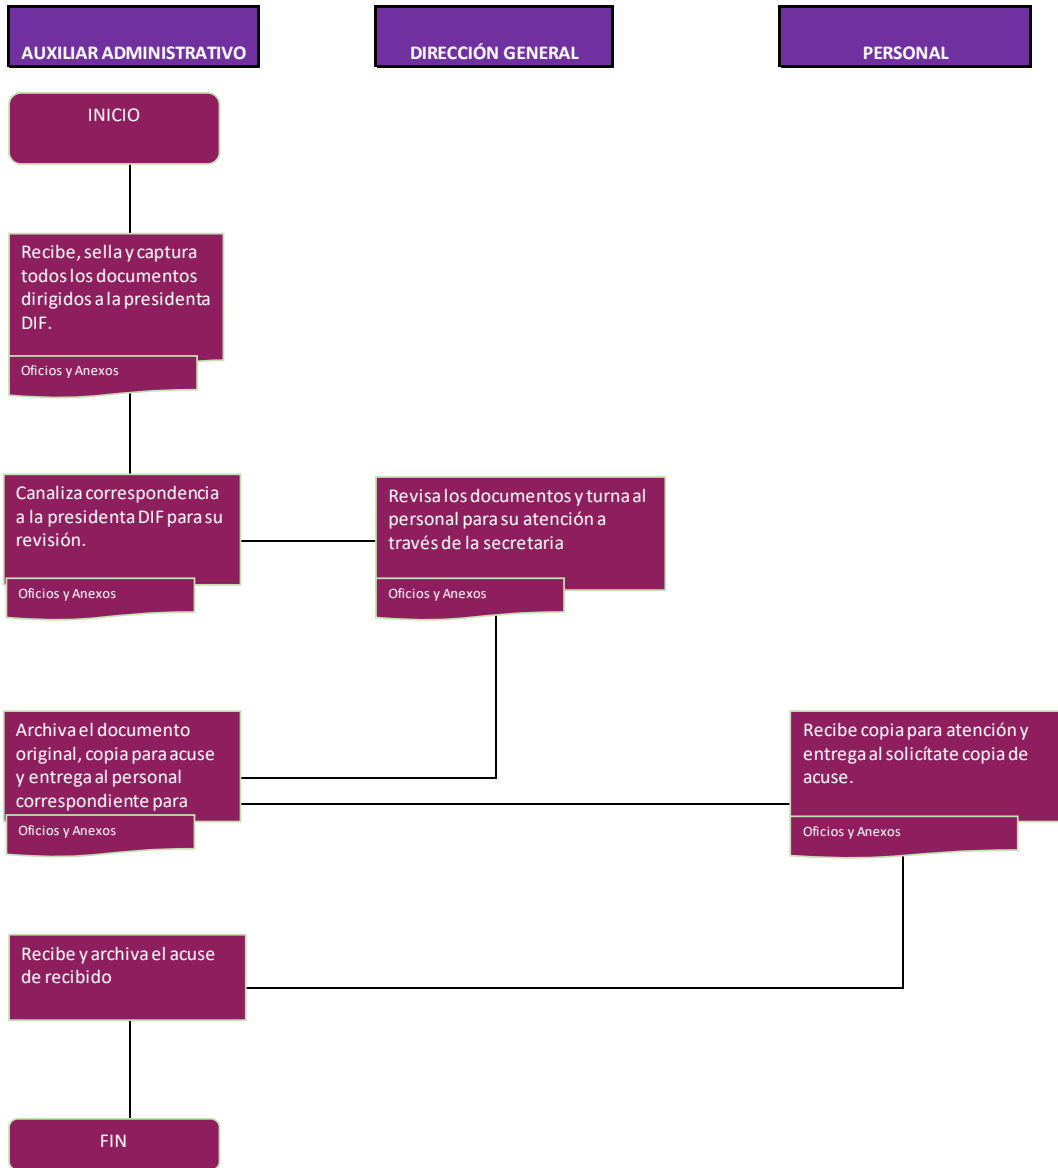 AUXILIAR ADMINISTRATIVO
DIRECCIÓN GENERAL
PERSONAL
INICIO
Recibe, sella y captura
todos los documentos
dirigidos a la presidenta
DIF.
Oficios y Anexos
Canaliza correspondencia
a la presidenta DIF para su
revisión.
Oficios y Anexos
Revisa los documentos y turna al
personal para su atención a
través de la secretaria
Oficios y Anexos
Archiva el documento
original, copia para acuse
y entrega al personal
correspondiente para
Oficios y Anexos
Recibe copia para atención y
entrega al solicítate copia de
acuse.
Oficios y Anexos
Recibe y archiva el acuse
de recibido
FIN